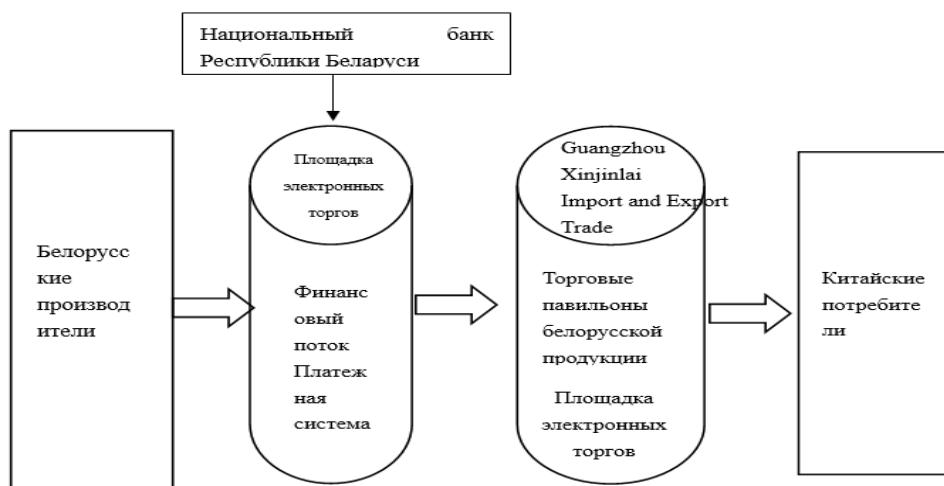 Национальный банк
Республики Беларуси
Площадка
электронных
торгов
Guangzhou
Xinjinlai
Import and Export
Trade
Белорусс
кие
производ
ители
Финанс
овый
поток
Платеж
ная
система
Торговые
павильоны
белорусской
продукции
Площадка
электронных
торгов
Китайские
потребите
ли